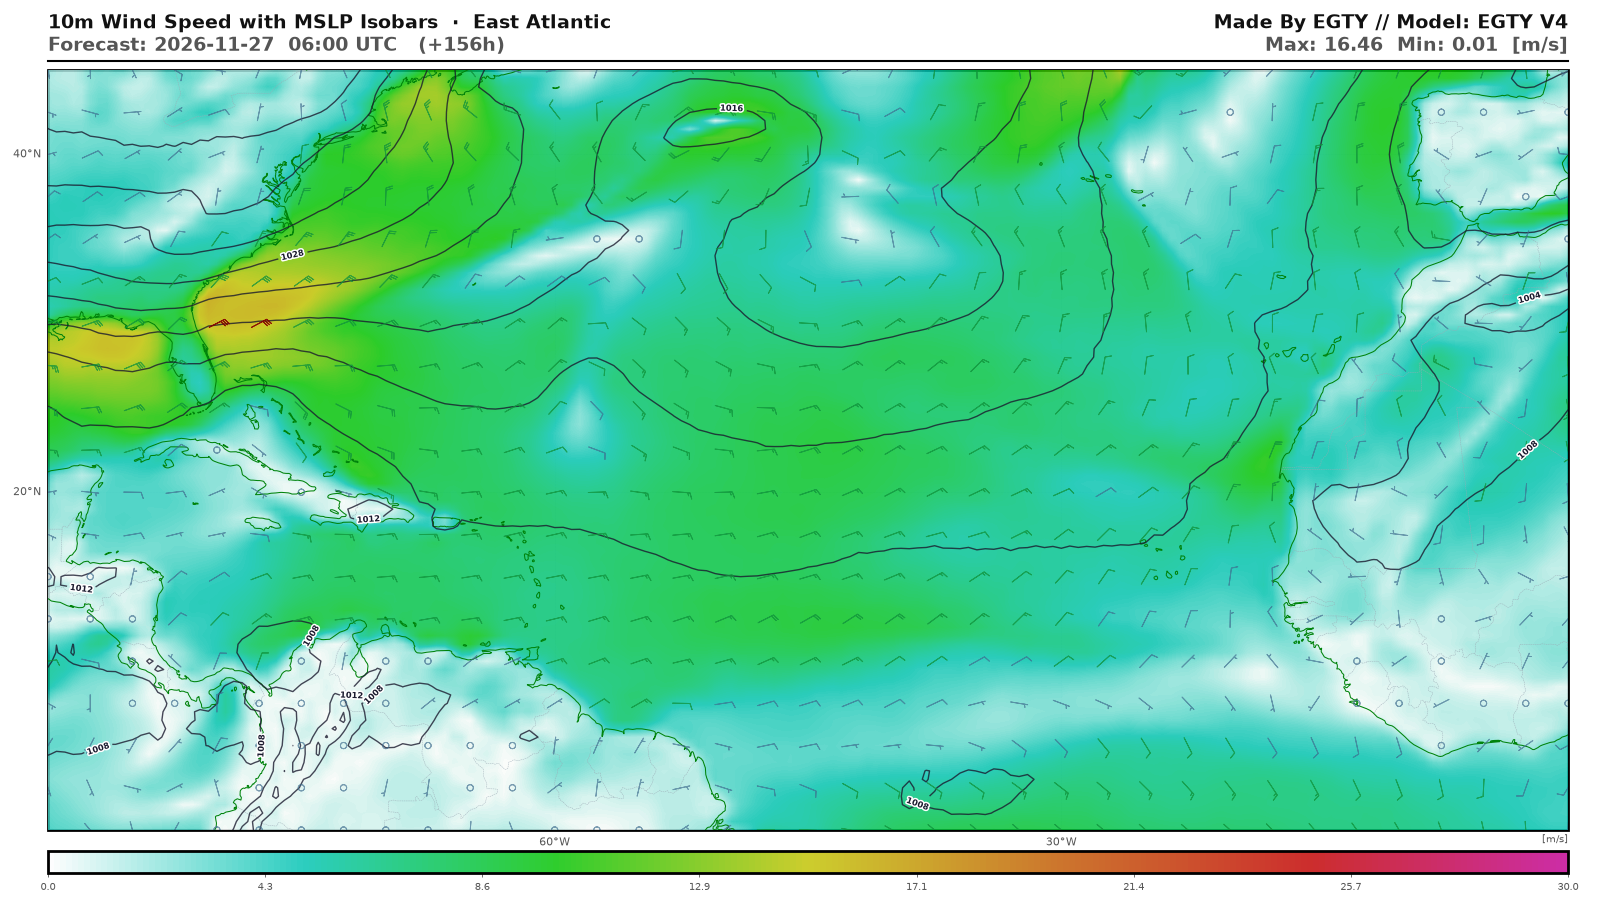 10m Wind Speed with MSLP Isobars · East Atlantic
Made By EGTY // Model: EGTY V4
Forecast: 2026-11-27 06:00 UTC (+156h)
Max: 16.46 Min: 0.01 [m/s]
1016
40°N
1028
1004
1008
20°N
1012
1012
1008
1012
1008
1008
1008
1008
60°W
30°W
[m/s]
0.0
4.3
8.6
12.9
17.1
21.4
25.7
30.0